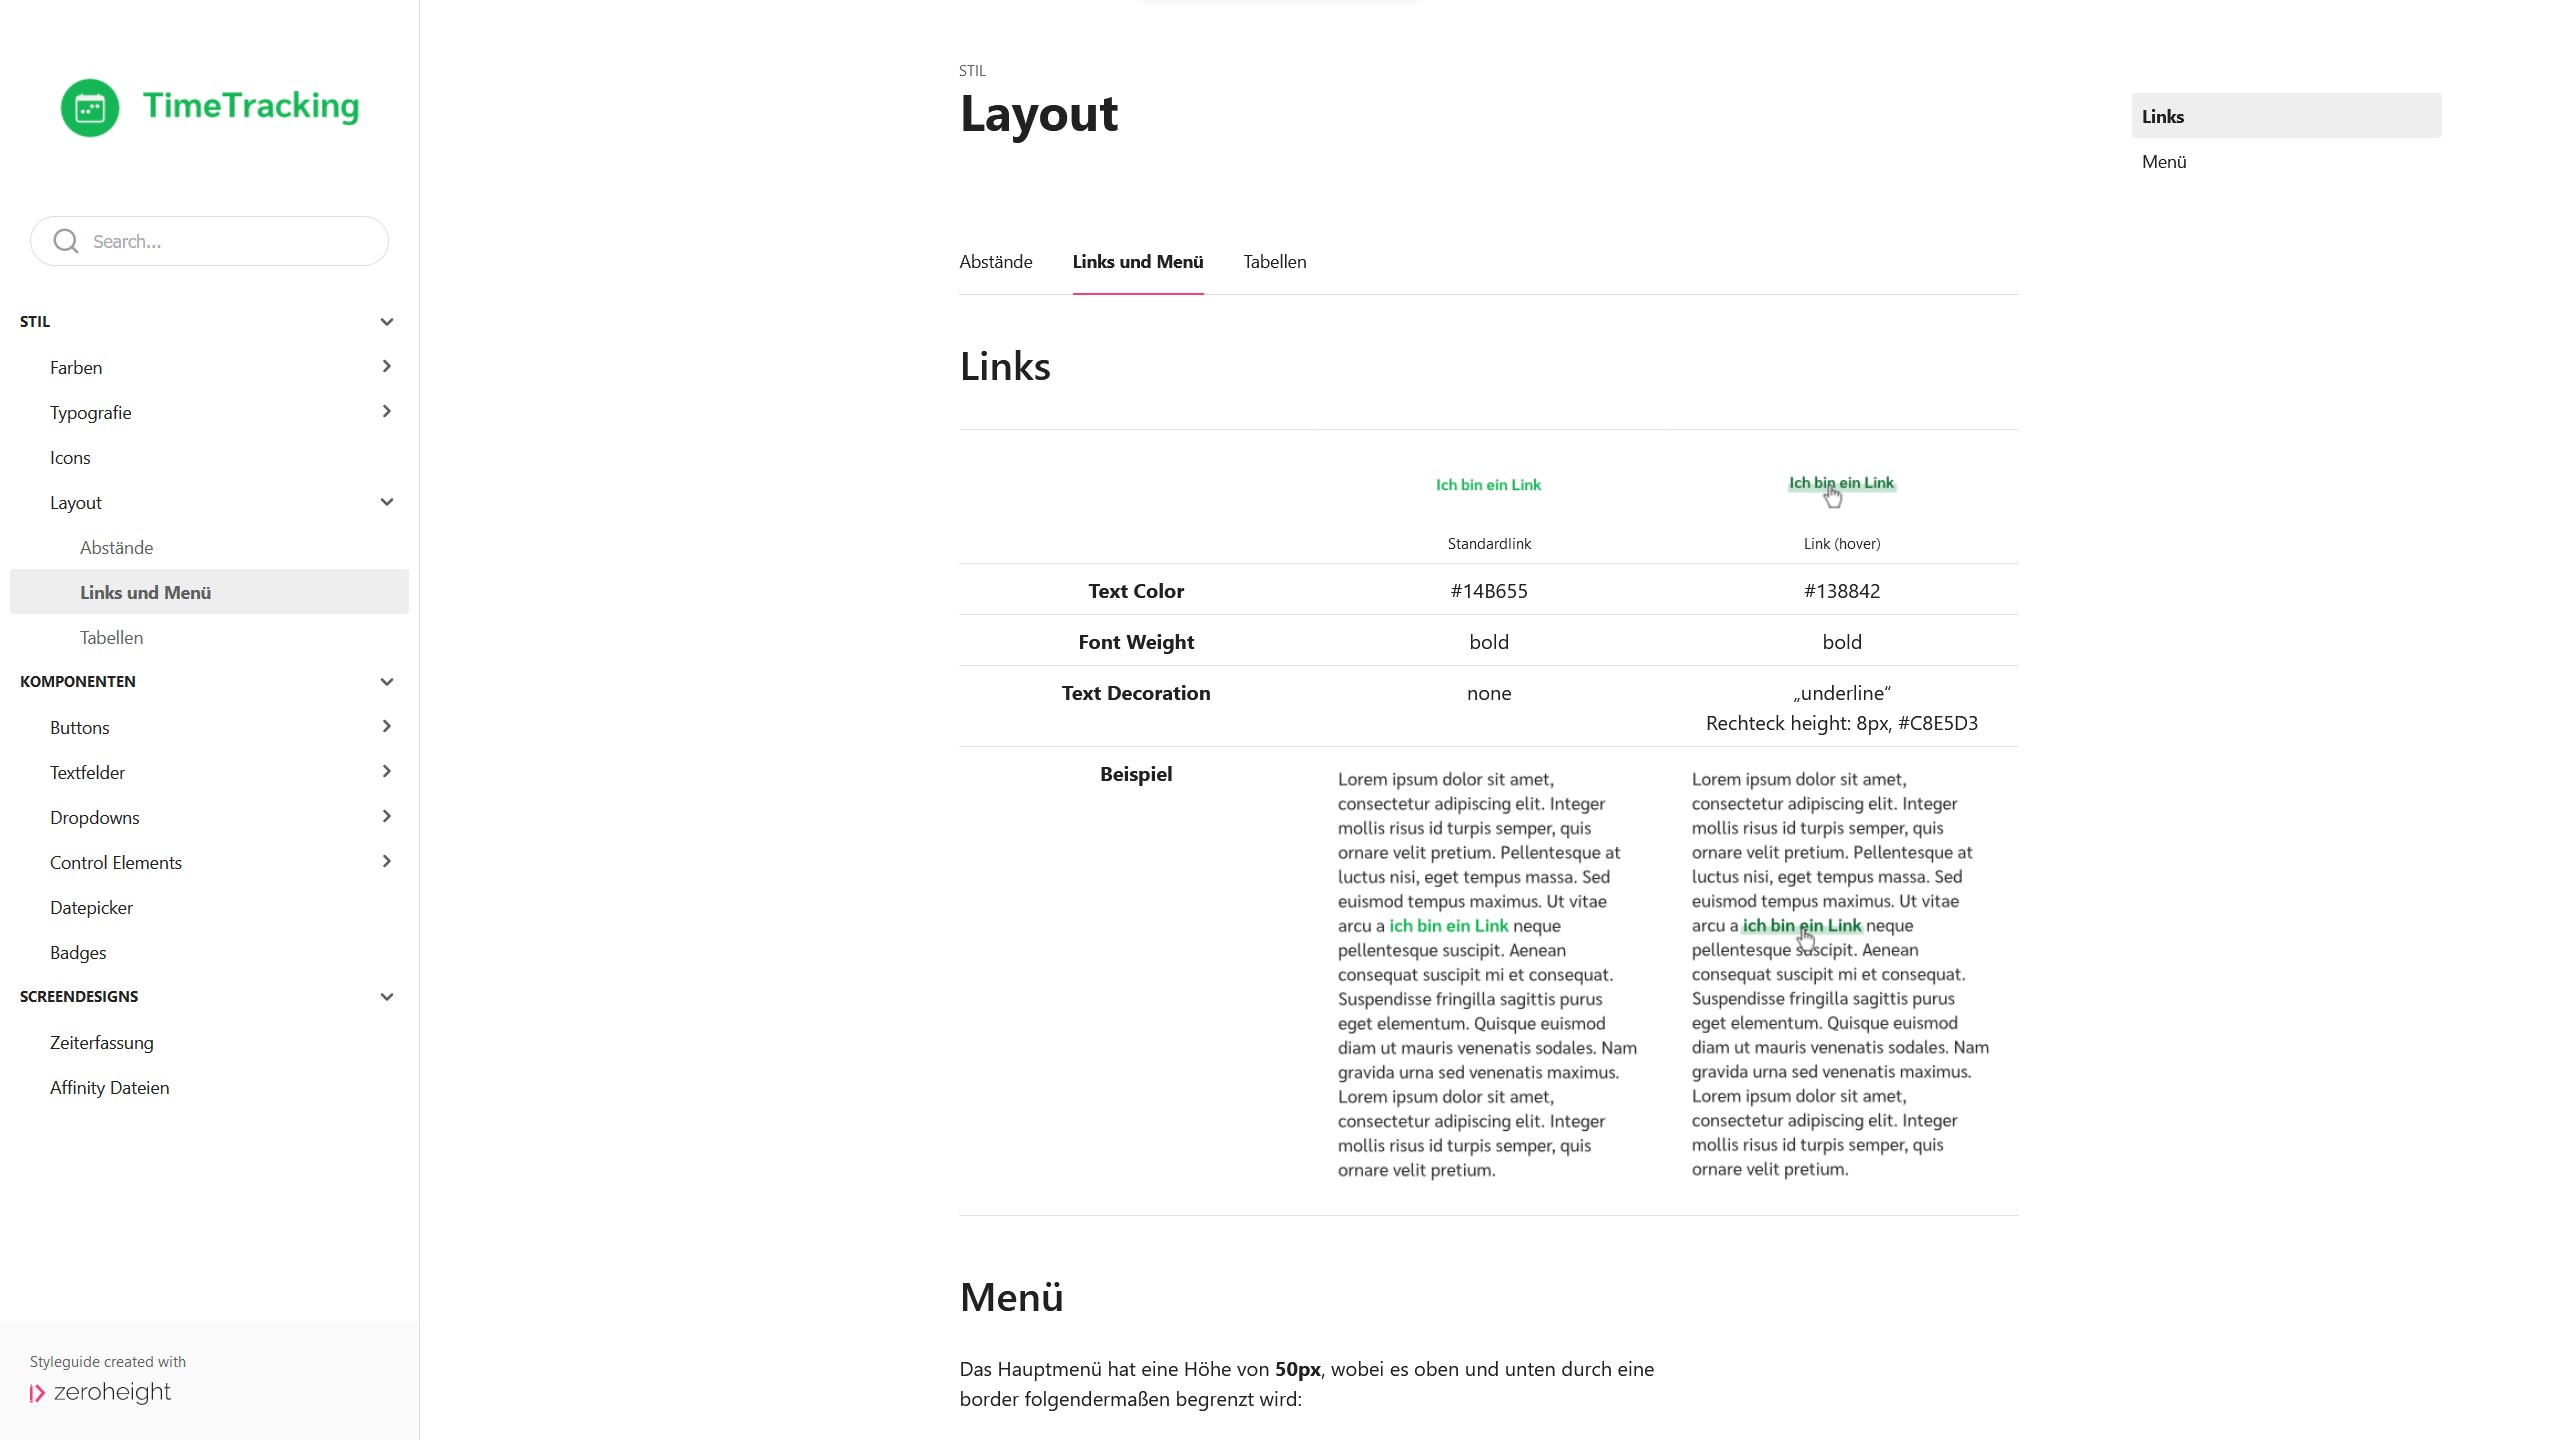 TimeTracking
Search...
STIL
Farben
Typografie
Icons
Layout
Abstände
Links und Menü
Tabellen
KOMPONENTEN
Buttons
Textfelder
Dropdowns
Control Elements
Datepicker
Badges
SCREENDESIGNS
Zeiterfassung
Affinity Dateien
Styleguide created with
zeroheight
STIL
Layout
Abstände Links und Menü Tabellen
Links
Ich bin ein Link Ich bin ein Link
Standardlink Link (hover)
Text Color #14B655 #138842
Font Weight bold bold
Text Decoration none „underline“
Rechteck height: 8px, #C8E5D3
Beispiel
Lorem ipsum dolor sit amet,
consectetur adipiscing elit. Integer
mollis risus id turpis semper, quis
ornare velit pretium. Pellentesque at
luctus nisi, eget tempus massa. Sed
euismod tempus maximus. Ut vitae
arcu a ich bin ein Link neque
pellentesque suscipit. Aenean
consequat suscipit mi et consequat.
Suspendisse fringilla sagittis purus
eget elementum. Quisque euismod
diam ut mauris venenatis sodales. Nam
gravida urna sed venenatis maximus.
Lorem ipsum dolor sit amet,
consectetur adipiscing elit. Integer
mollis risus id turpis semper, quis
ornare velit pretium.
Lorem ipsum dolor sit amet,
consectetur adipiscing elit. Integer
mollis risus id turpis semper, quis
ornare velit pretium. Pellentesque at
luctus nisi, eget tempus massa. Sed
euismod tempus maximus. Ut vitae
arcu a ich bin ein Link neque
pellentesque suscipit. Aenean
consequat suscipit mi et consequat.
Suspendisse fringilla sagittis purus
eget elementum. Quisque euismod
diam ut mauris venenatis sodales. Nam
gravida urna sed venenatis maximus.
Lorem ipsum dolor sit amet,
consectetur adipiscing elit. Integer
mollis risus id turpis semper, quis
ornare velit pretium.
Menü
Das Hauptmenü hat eine Höhe von 50px, wobei es oben und unten durch eine
border folgendermaßen begrenzt wird:
Links
Menü